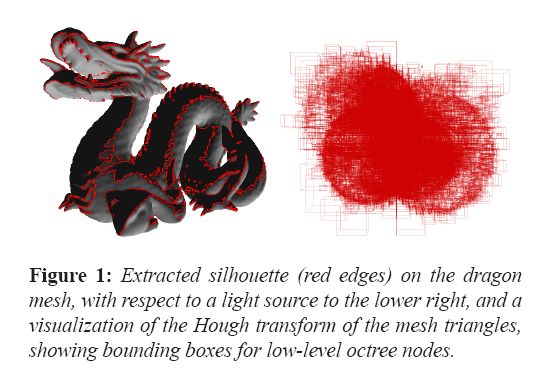 Figure 1: Extracted silhouette (red edges) on the dragon
mesh, with respect to a light source to the lower right, and a
visualization of the Hough transform of the mesh triangles,
showing bounding boxes for low-level octree nodes.